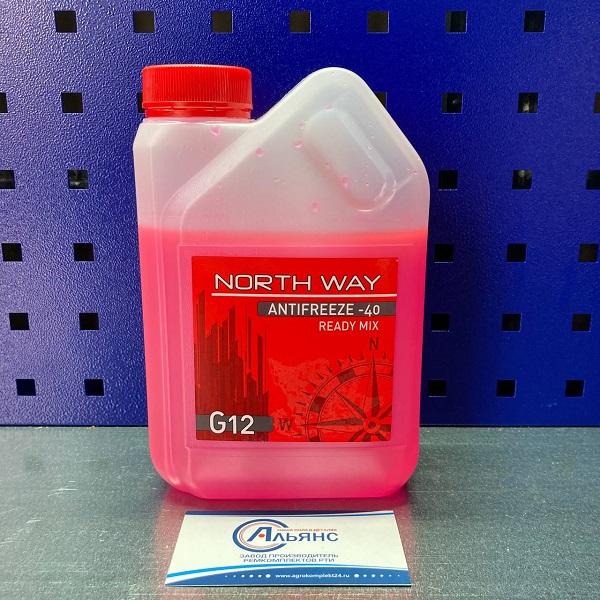 NORTH WAY
ANTIFREEZE -40
READY MIX
N
W
G12
АЛЬЯНС
ЗАВОД ПРОИЗВОДИТЕЛЬ
РЕМКОМПЛЕКТОВ РТИ
www.agrokomplekt24.ru